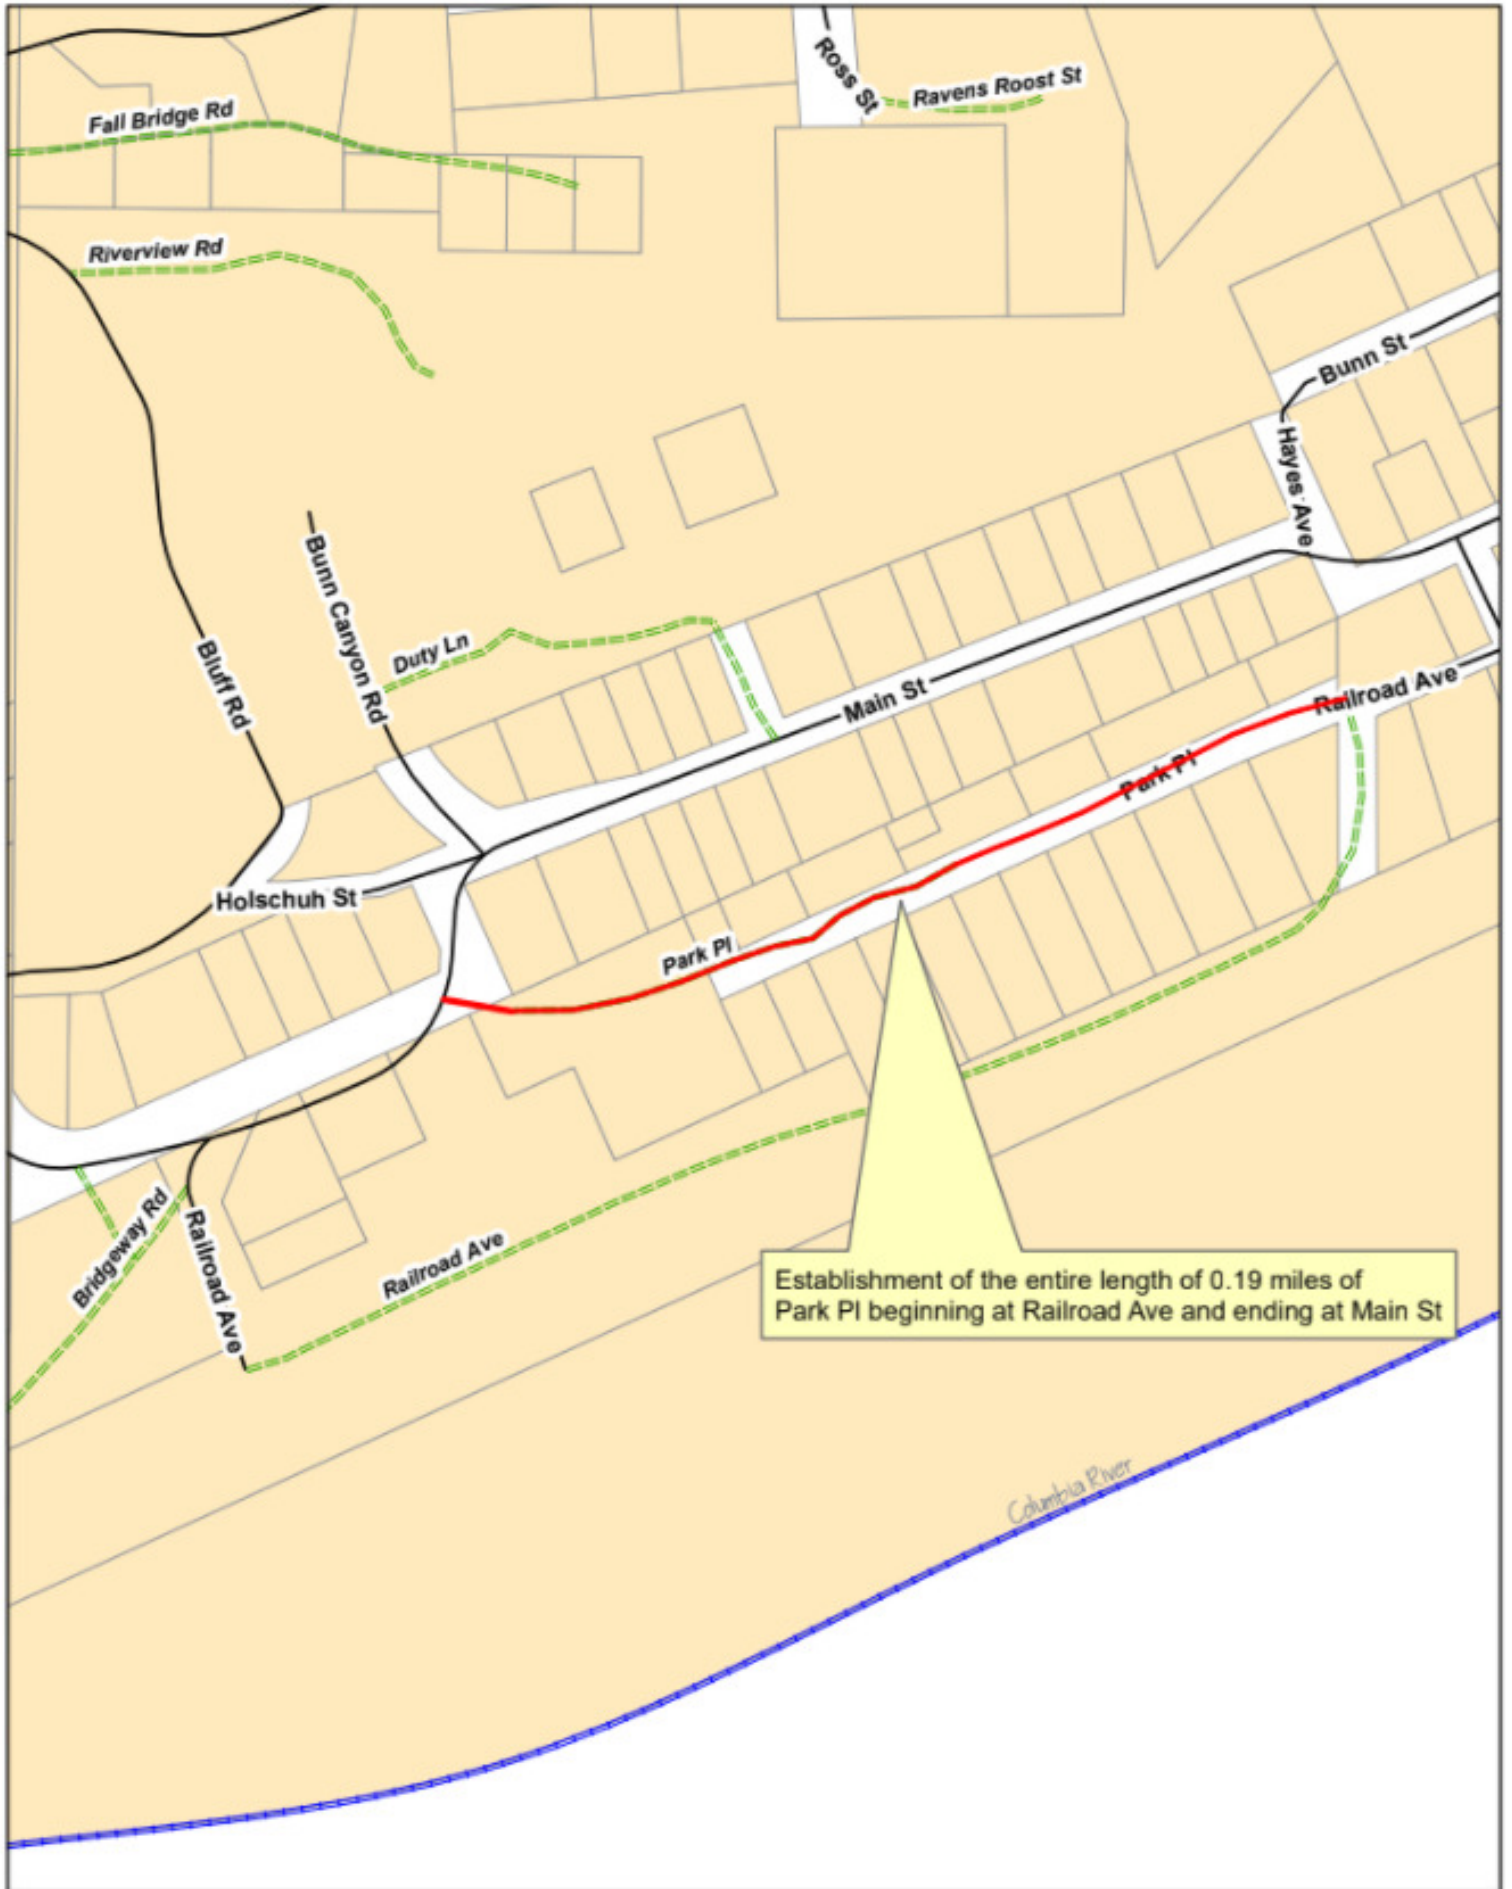 Ross St
Ravens Roost St
Fall Bridge Rd
Riverview Rd
Bunn St
Hayes Ave
Bunn Canyon Rd
Bluff Rd
Duty Ln
Main St
Railroad Ave
Park Pl
Holschuh St
Park Pl
Bridgeway Rd
Railroad Ave
Railroad Ave
Establishment of the entire length of 0.19 miles of
Park Pl beginning at Railroad Ave and ending at Main St
Columbia River